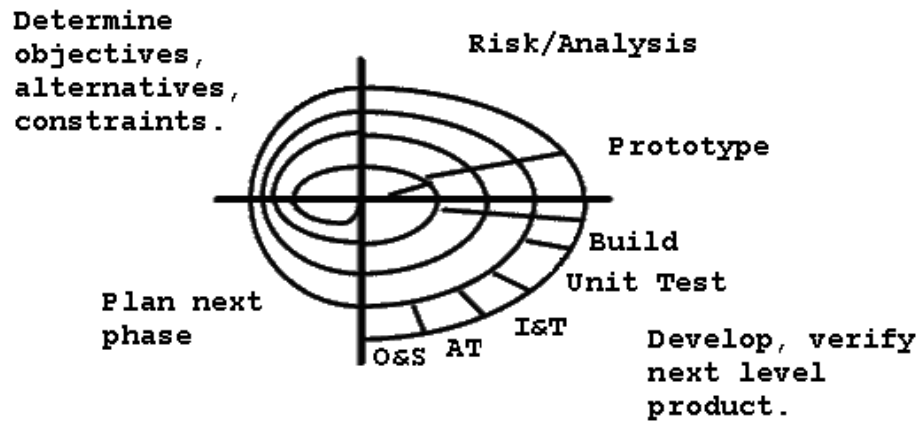 Determine
objectives,
alternatives,
constraints.
Risk/Analysis
Prototype
Build
Unit Test
I&T
AT
O&S
Plan next
phase
Develop, verify
next level
product.